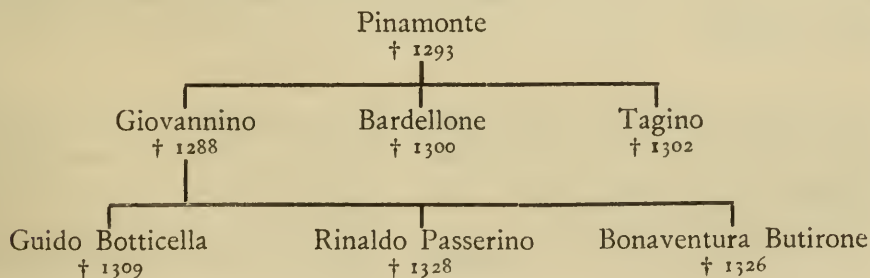 Pinamonte
† 1293
Giovannino Bardellone Tagino
† 1288 † 1300 † 1302
Guido Botticella Rinaldo Passerino Bonaventura Butirone
† 1309 † 1328 † 1326